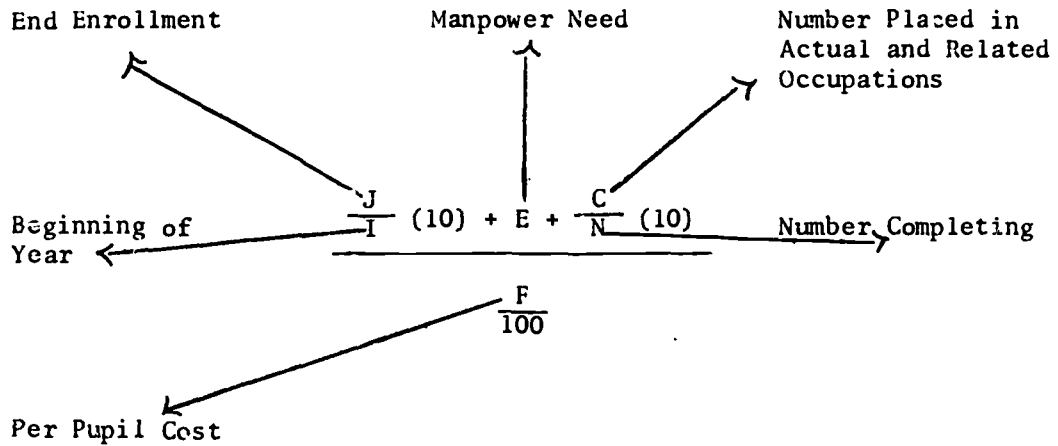 End Enrollment
Manpower Need
Number Placed in
Actual and Related
Occupations
J
I
(10) + E +
C
N
(10)
Beginning of
Year
Number Completing
F
100
Per Pupil Cost